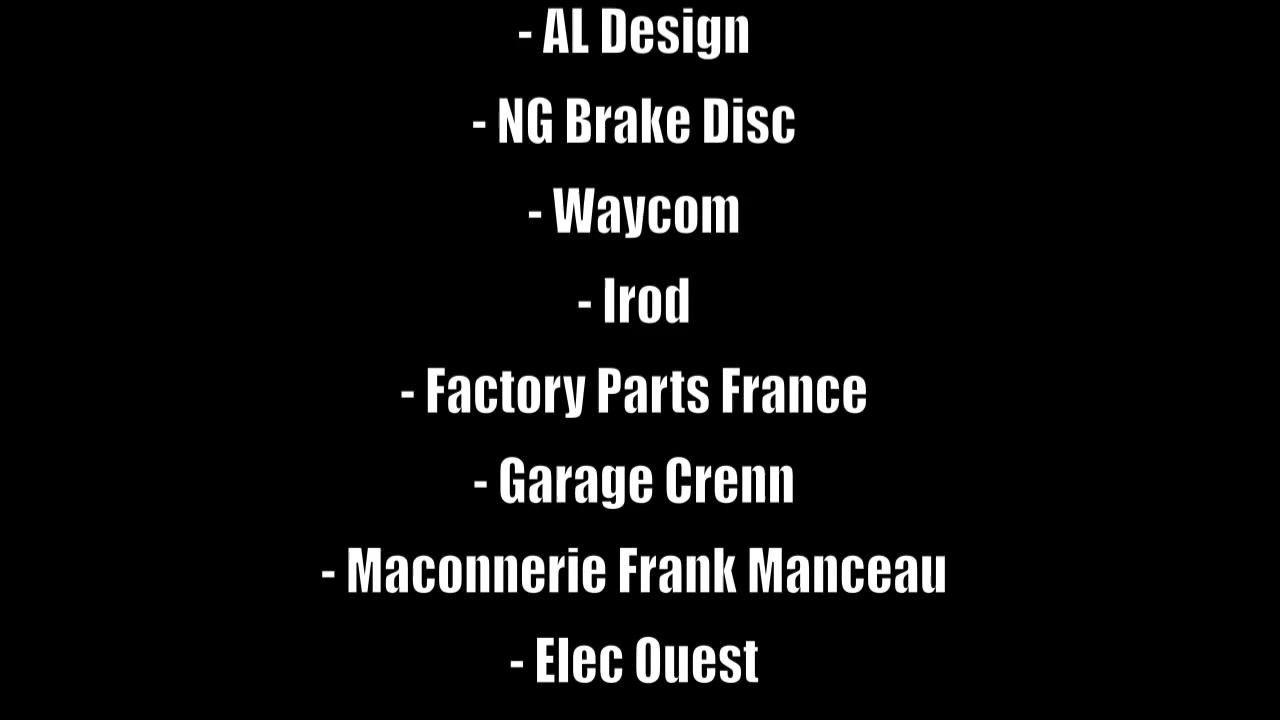 - AL Design
- NG Brake Disc
- Waycom
- Irod
- Factory Parts France
- Garage Crenn
- Maconnerie Frank Manceau
- Elec Ouest